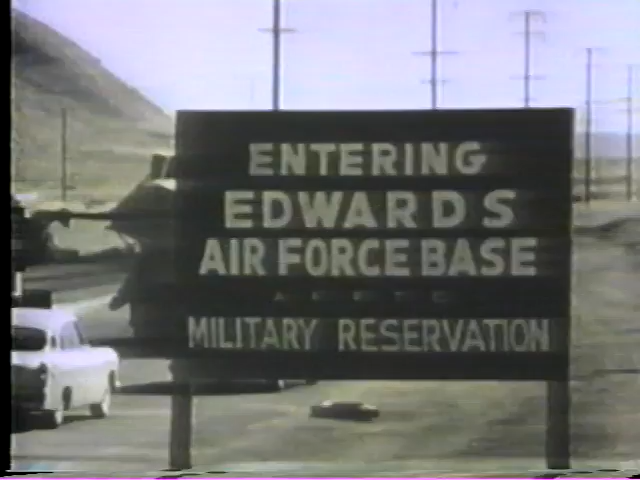 ENTERING
EDWARDS
AIR FORCE BASE
MILITARY RESERVATION